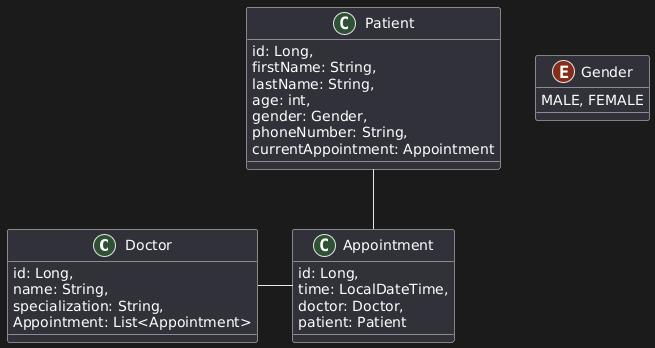 C Patient
id: Long,
firstName: String,
lastName: String,
age: int,
gender: Gender,
phoneNumber: String,
currentAppointment: Appointment
E Gender
MALE, FEMALE
C Doctor
id: Long,
name: String,
specialization: String,
Appointment: List<Appointment>
C Appointment
id: Long,
time: LocalDateTime,
doctor: Doctor,
patient: Patient